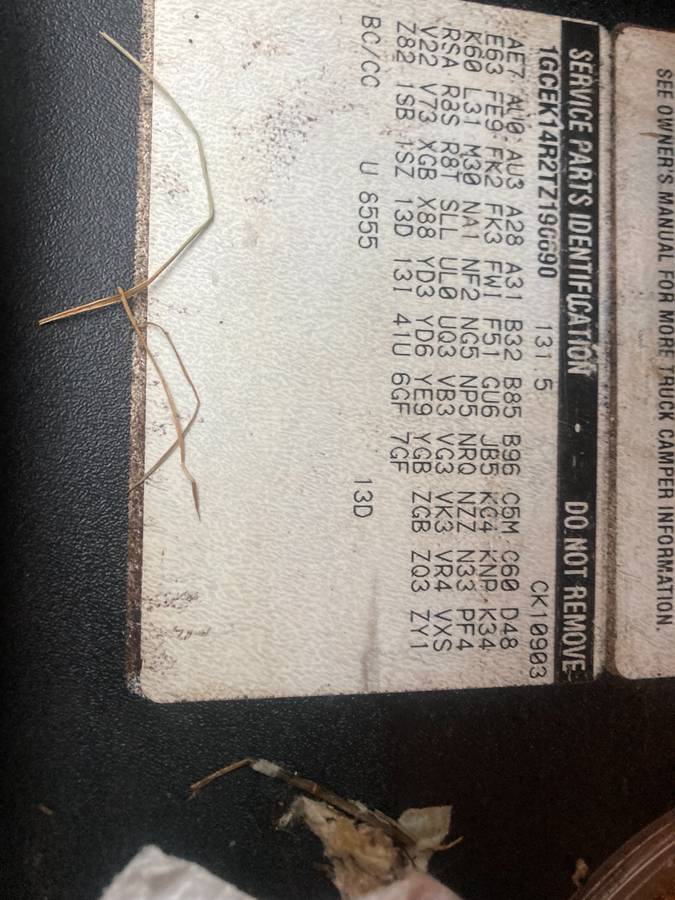 SEE OWNER'S MANUAL FOR MORE TRUCK CAMPER INFORMATION.
SERVICE PARTS IDENTIFICATION • – DO NOT REMOVE
1GCEK14R2TZ190690 131.5 CK10903
AE7 AU0 AU3 A28 A31 B32 B85 B96 C5M C60 D48
E63 FE9 FK2 FK3 FWI F51 GU6 JB5 KC4 KNP K34
K60 L31 M30 NA1 NF2 NG5 NP5 NRQ NZZ N33 PF4
RSA R8S R8T SLL UL0 UQ3 VB3 VG3 VK3 VR4 VXS
V22 V73 XGB X88 YD3 YD6 YE9 YGB ZGB ZQ3 ZY1
Z82 1SB 1SZ 13D 13I 41U 6GF 7GF
BC/CC U 8555 13D